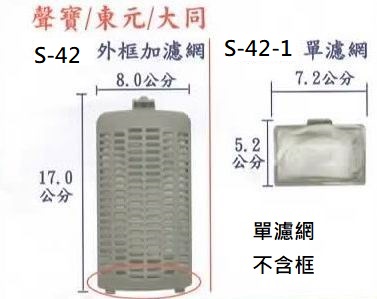 聲寶/東元/大同
S-42 外框加濾網
8.0公分
17.0
公分
S-42-1 單濾網
7.2公分
5.2
公分
單濾網
不含框